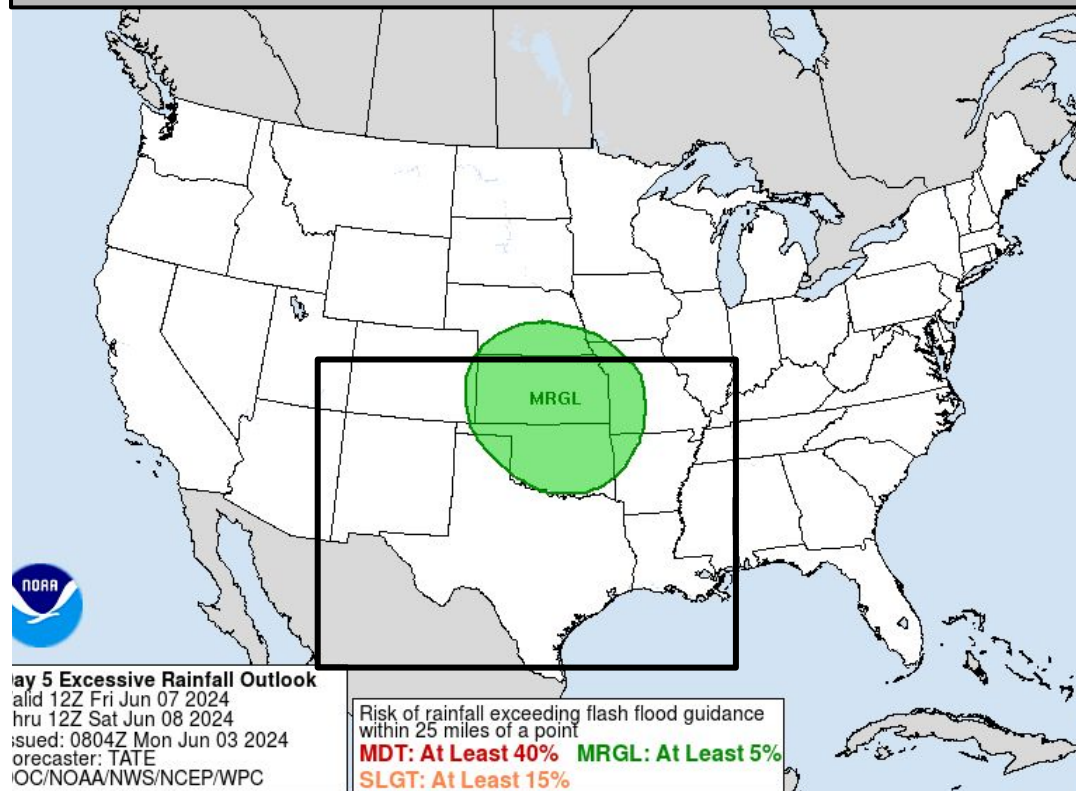 MRGL
NOAA
ay 5 Excessive Rainfall Outlook
alid 12Z Fri Jun 07 2024
hru 12Z Sat Jun 08 2024
ssued: 0804Z Mon Jun 03 2024
orecaster: TATE
DOC/NOAA/NWS/NCEP/WPC
Risk of rainfall exceeding flash flood guidance
within 25 miles of a point
MDT: At Least 40% MRGL: At Least 5%
SLGT: At Least 15%